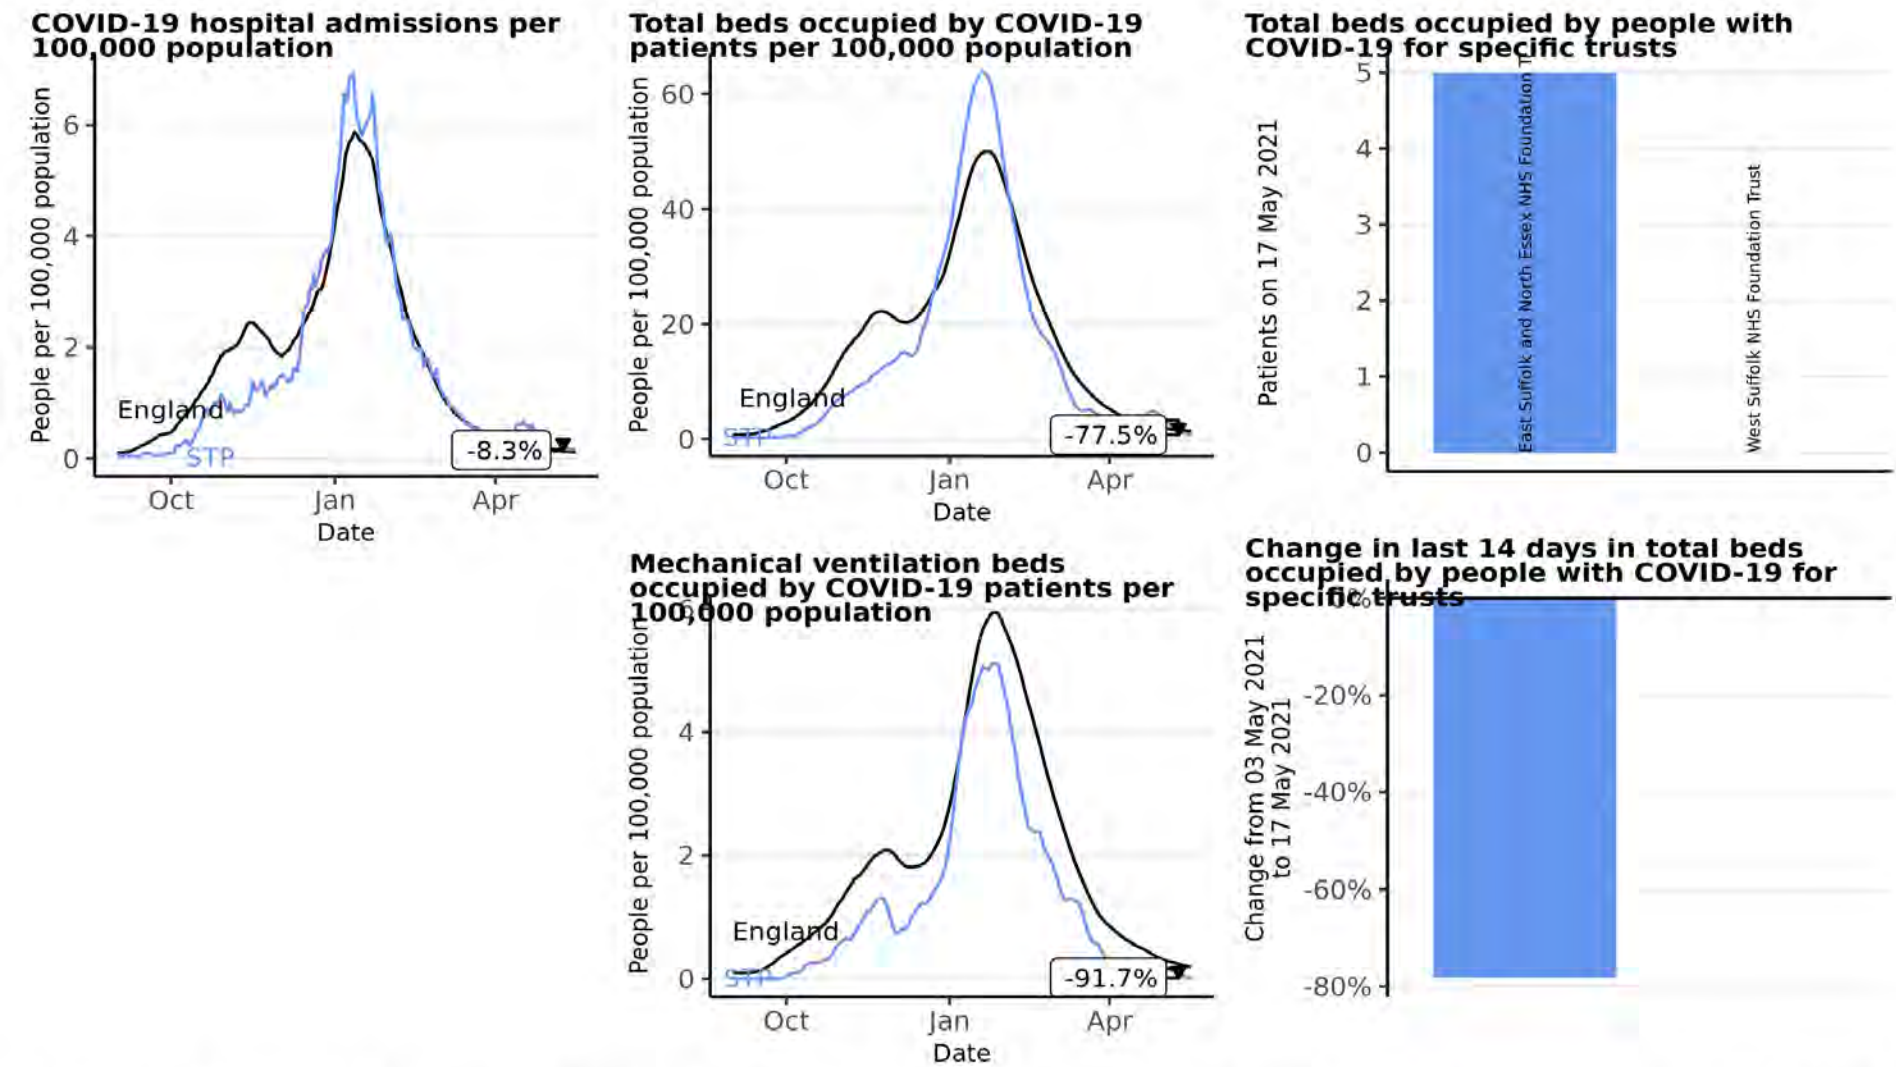 COVID-19 hospital admissions per
100,000 population
People per 100,000 population
6
4
2
0
England
STP
-8.3%
Oct
Jan
Apr
Date
Total beds occupied by COVID-19
patients per 100,000 population
People per 100,000 population
60
40
20
0
England
STP
-77.5%
Oct
Jan
Apr
Date
Total beds occupied by people with
COVID-19 for specific trusts
Patients on 17 May 2021
5
4
3
2
1
0
East Suffolk and North Essex NHS Foundation T
West Suffolk NHS Foundation Trust
Mechanical ventilation beds
occupied by COVID-19 patients per
100,000 population
People per 100,000 population
6
4
2
0
England
STP
-91.7%
Oct
Jan
Apr
Date
Change in last 14 days in total beds
occupied by people with COVID-19 for
specific trusts
Change from 03 May 2021
to 17 May 2021
0%
-20%
-40%
-60%
-80%